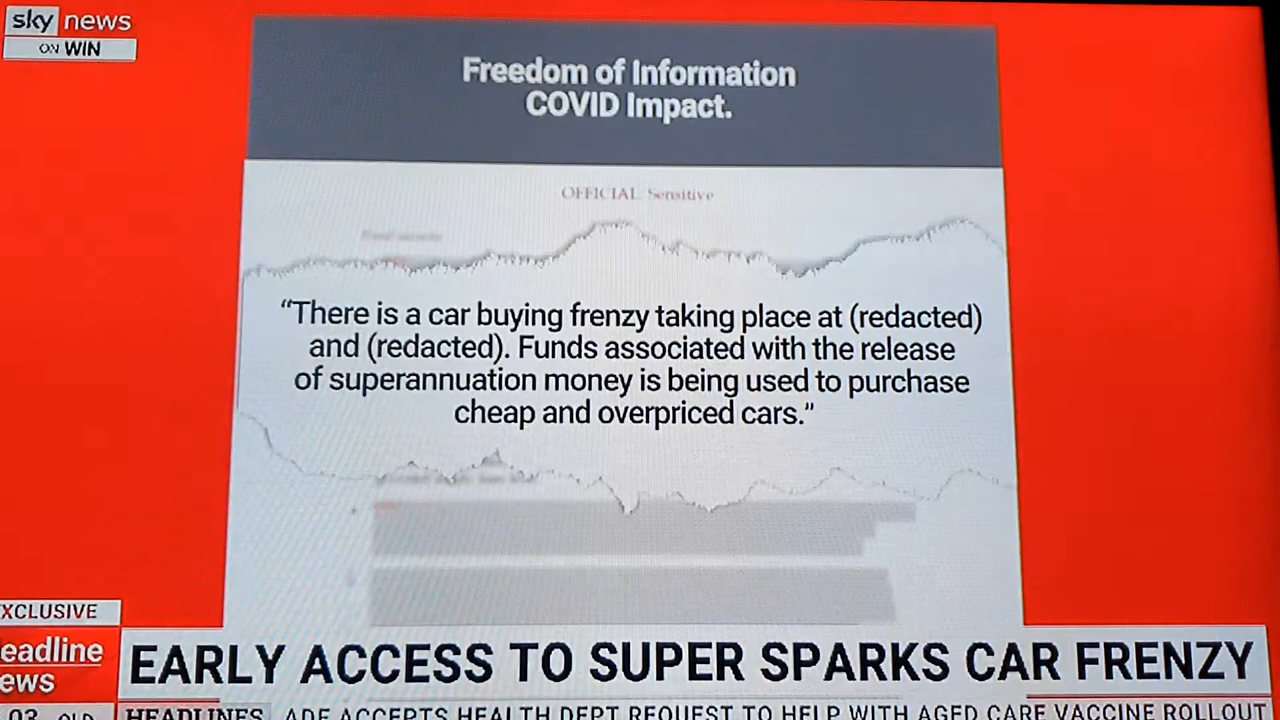 sky news
ON WIN
Freedom of Information
COVID Impact.
OFFICIAL: Sensitive
“There is a car buying frenzy taking place at (redacted)
and (redacted). Funds associated with the release
of superannuation money is being used to purchase
cheap and overpriced cars.”
XCLUSIVE
eadline
ews
EARLY ACCESS TO SUPER SPARKS CAR FRENZY
03 QLD
HEADLINES ADF ACCEPTS HEALTH DEPT REQUEST TO HELP WITH AGED CARE VACCINE ROLLOUT